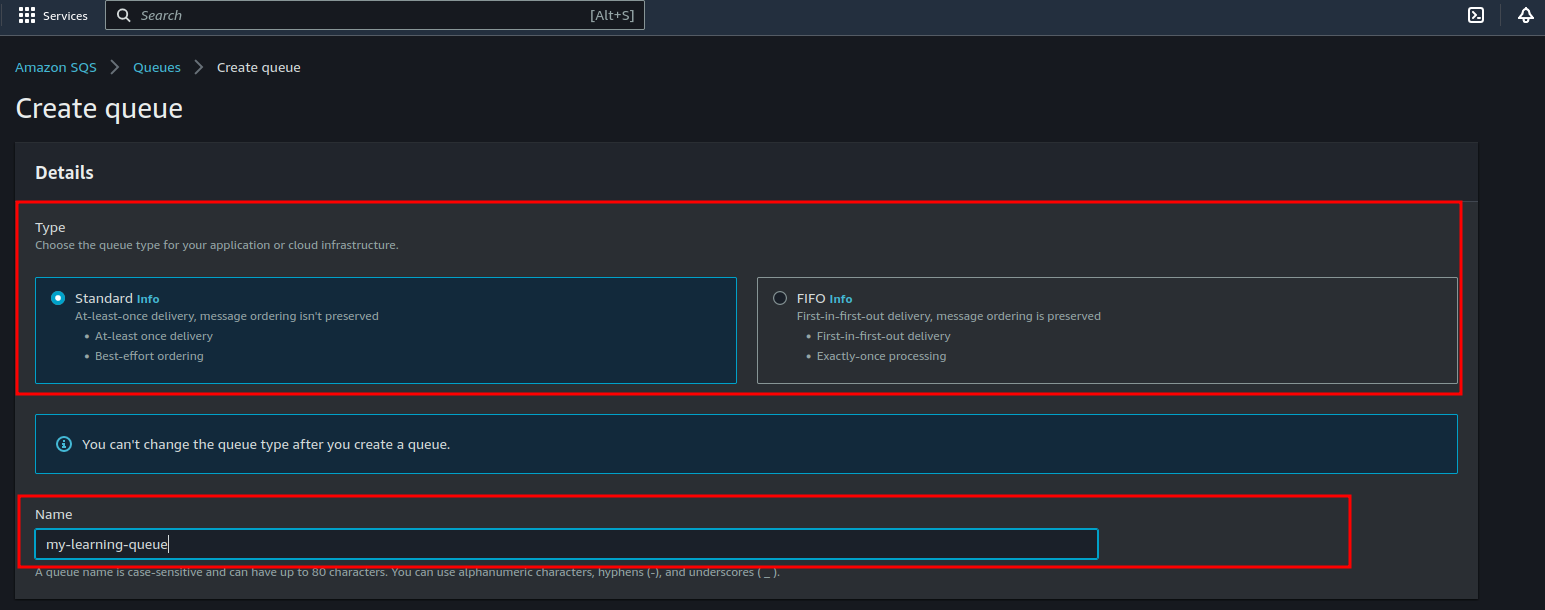 Services Search [Alt+S]
Amazon SQS > Queues > Create queue
Create queue
Details
Type
Choose the queue type for your application or cloud infrastructure.
Standard Info
At-least-once delivery, message ordering isn't preserved
• At-least once delivery
• Best-effort ordering
FIFO Info
First-in-first-out delivery, message ordering is preserved
• First-in-first-out delivery
• Exactly-once processing
You can't change the queue type after you create a queue.
Name
my-learning-queue
A queue name is case-sensitive and can have up to 80 characters. You can use alphanumeric characters, hyphens (-), and underscores ( _ ).